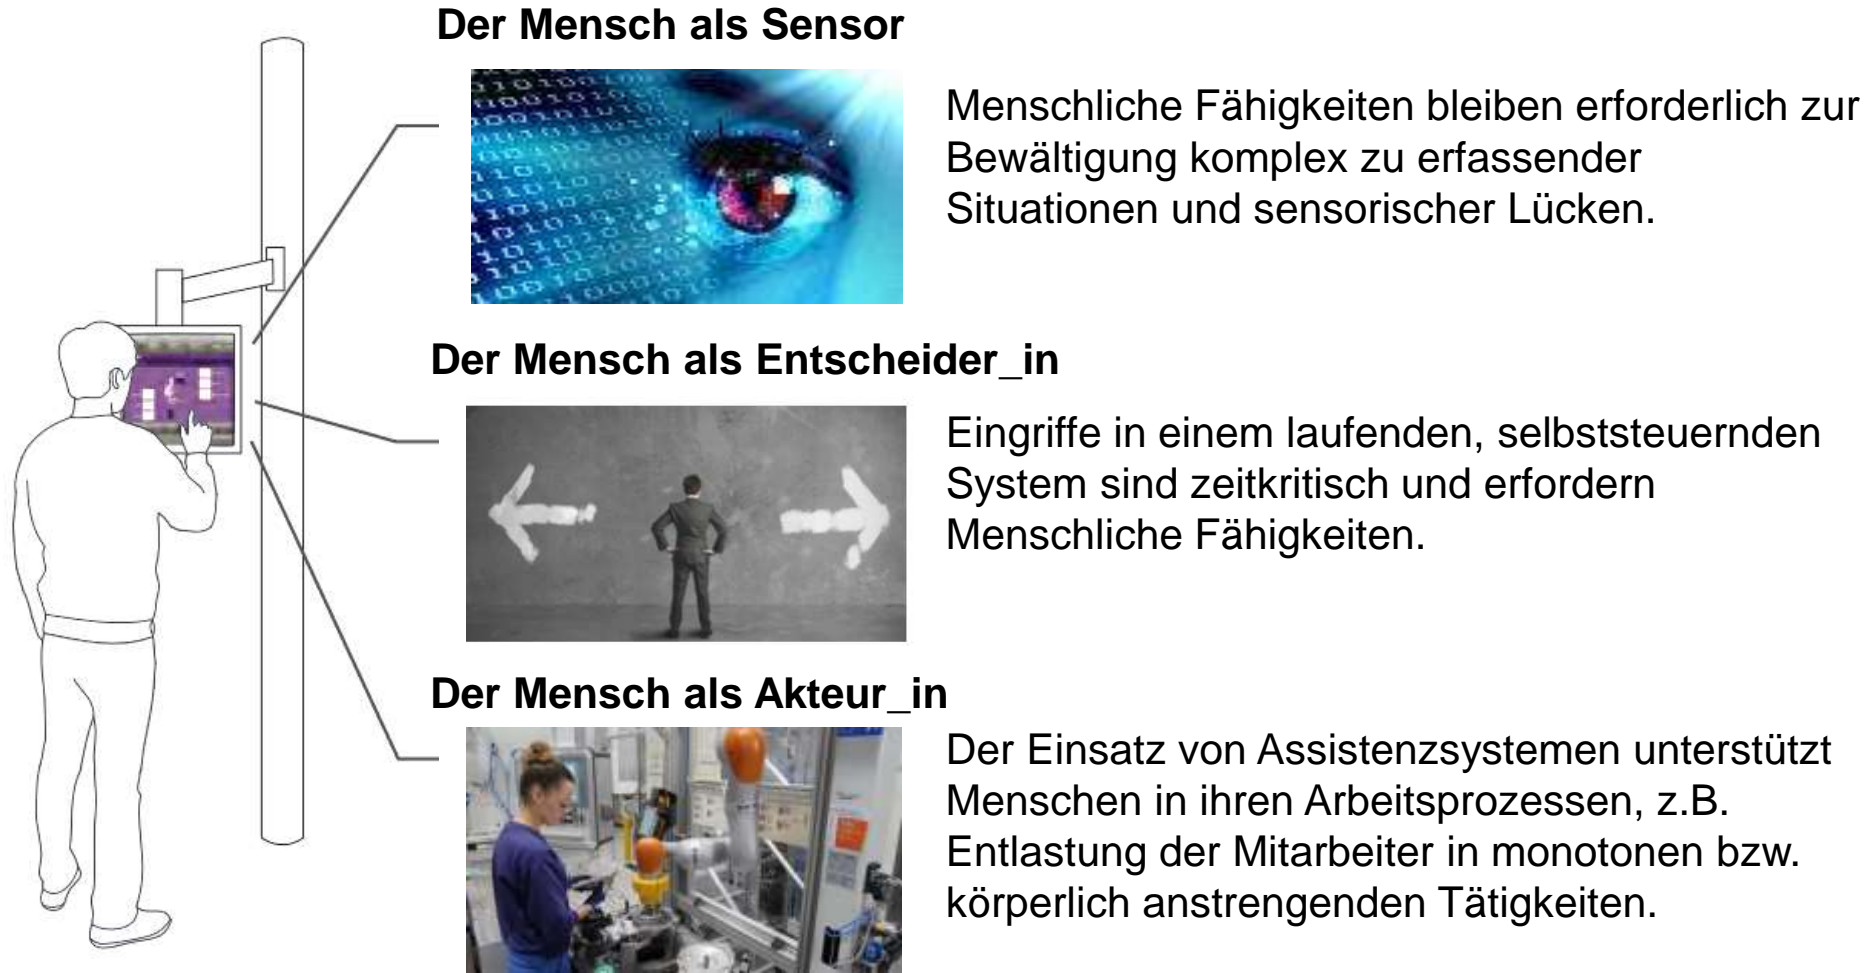 Der Mensch als Sensor
Menschliche Fähigkeiten bleiben erforderlich zur
Bewältigung komplex zu erfassender
Situationen und sensorischer Lücken.
Der Mensch als Entscheider_in
Eingriffe in einem laufenden, selbststeuernden
System sind zeitkritisch und erfordern
Menschliche Fähigkeiten.
Der Mensch als Akteur_in
Der Einsatz von Assistenzsystemen unterstützt
Menschen in ihren Arbeitsprozessen, z.B.
Entlastung der Mitarbeiter in monotonen bzw.
körperlich anstrengenden Tätigkeiten.